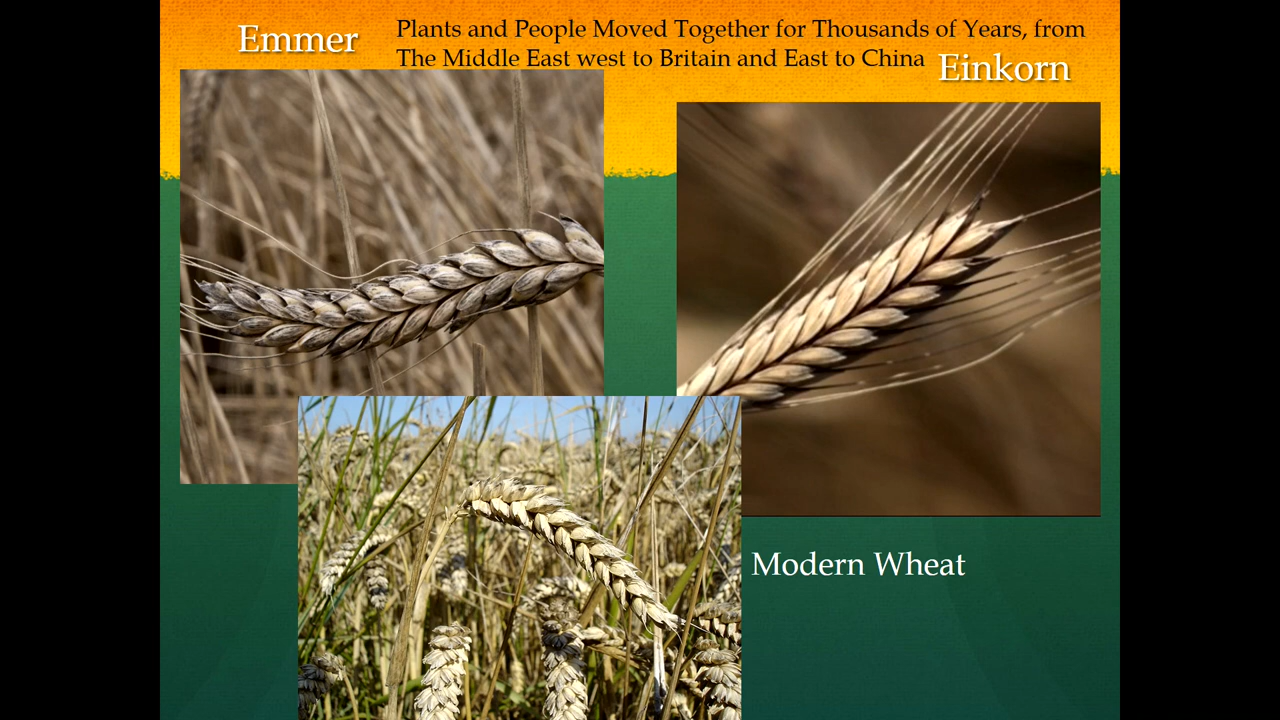 Emmer
Plants and People Moved Together for Thousands of Years, from
The Middle East west to Britain and East to China
Einkorn
Modern Wheat